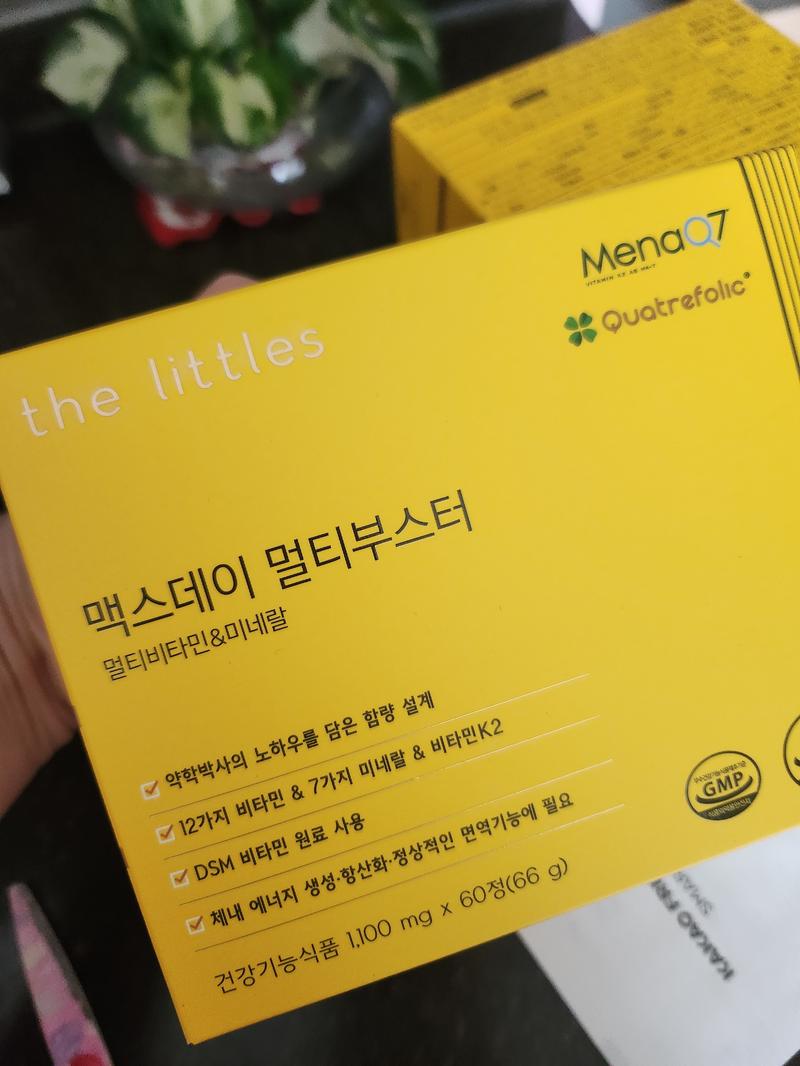 MenaQ7
Quatrefolic
the littles
맥스데이 멀티부스터
멀티비타민&미네랄
약학박사의 노하우를 담은 함량 설계
12가지 비타민 & 7가지 미네랄 & 비타민K2
DSM 비타민 원료 사용
체내 에너지 생성·항산화·정상적인 면역기능에 필요
건강기능식품 1,100 mg x 60정(66 g)
GMP
KAKAO